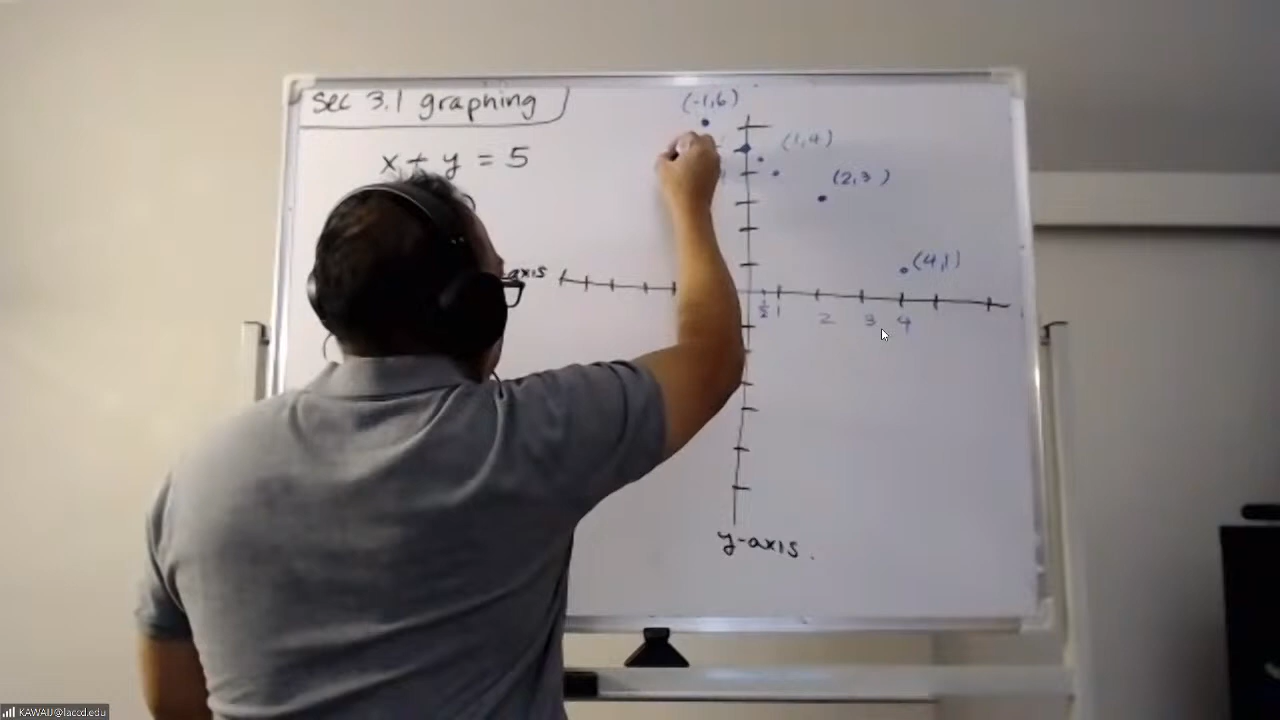 sec 3.1 graphing
x + y = 5
(-1,6)
(1,4)
(2,3)
(4,1)
axis
1/2 1 2 3 4
y-axis.
KAWAIJ@laccd.edu